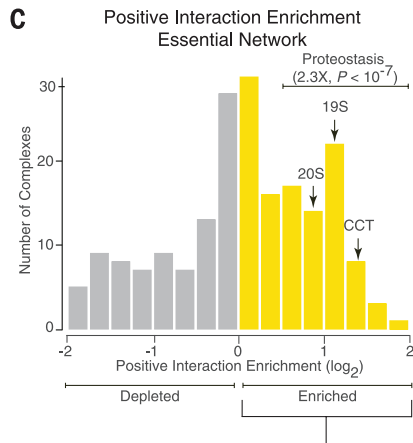 C
Positive Interaction Enrichment
Essential Network
Proteostasis
(2.3X, P < 10⁻⁷)
30
20
10
0
Number of Complexes
19S
20S
CCT
-2
-1
0
1
2
Positive Interaction Enrichment (log₂)
Depleted
Enriched